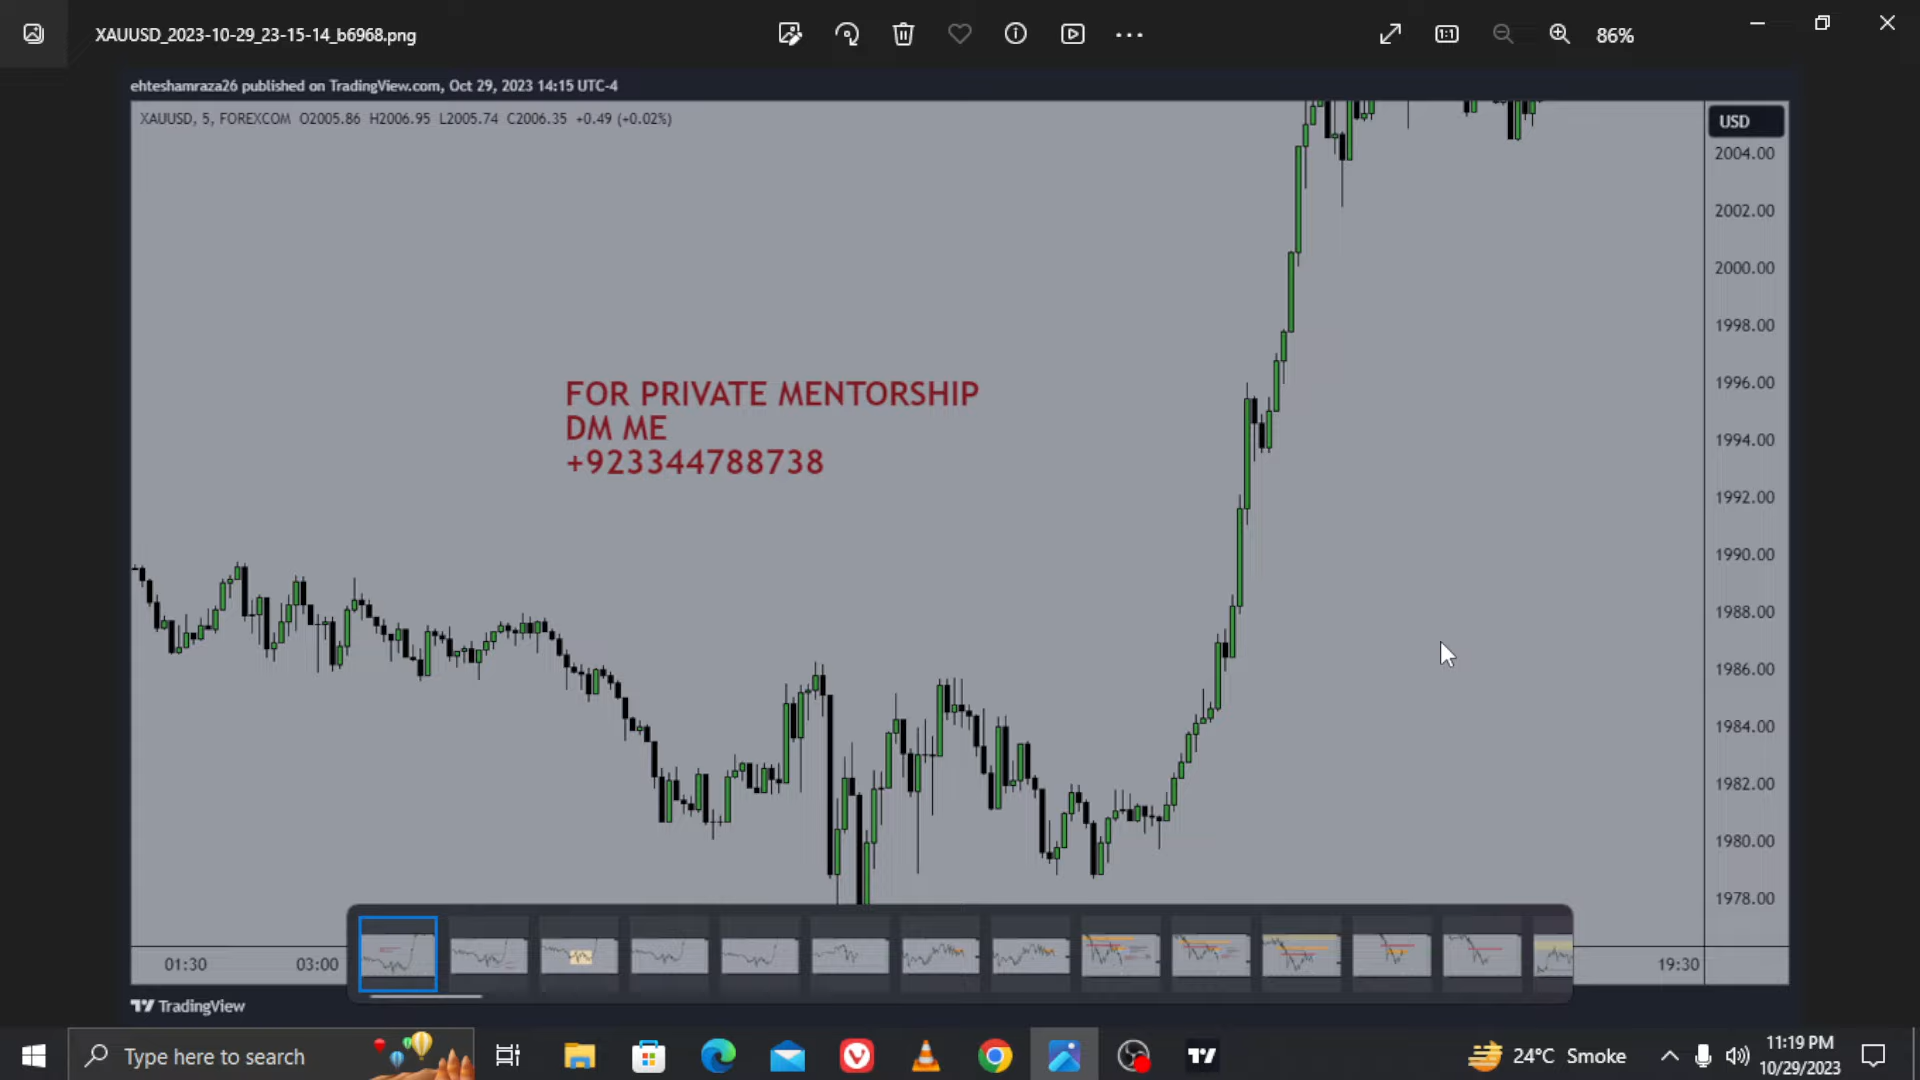 XAUUSD_2023-10-29_23-15-14_b6968.png
86%
ehteshamraza26 published on TradingView.com, Oct 29, 2023 14:15 UTC-4
XAUUSD, 5, FOREXCOM O2005.86 H2006.95 L2005.74 C2006.35 +0.49 (+0.02%)
USD
2004.00
2002.00
2000.00
1998.00
1996.00
FOR PRIVATE MENTORSHIP
DM ME
+923344788738
1994.00
1992.00
1990.00
1988.00
1986.00
1984.00
1982.00
1980.00
1978.00
01:30 03:00 19:30
TradingView
Type here to search
24°C Smoke
11:19 PM
10/29/2023